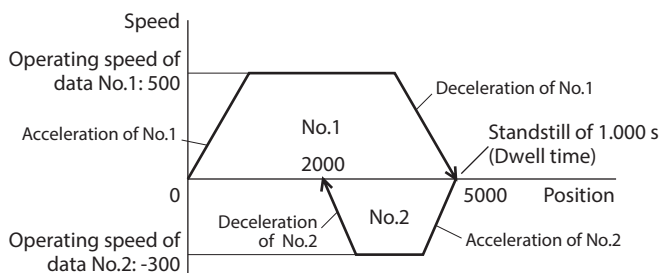 Speed
Operating speed of
data No.1: 500
Deceleration of No.1
Acceleration of No.1
No.1
Standstill of 1.000 s
(Dwell time)
2000
0
5000
Position
Deceleration
of No.2
No.2
Acceleration of No.2
Operating speed of
data No.2: -300